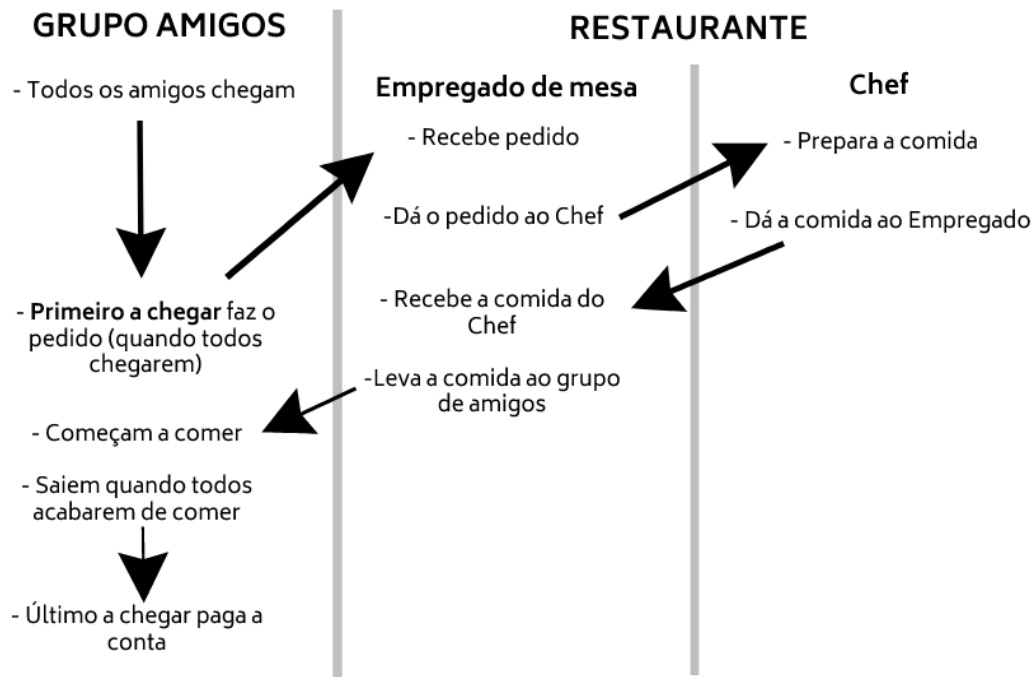 GRUPO AMIGOS
- Todos os amigos chegam
- Primeiro a chegar faz o
pedido (quando todos
chegarem)
- Começam a comer
- Saiem quando todos
acabarem de comer
- Último a chegar paga a
conta
RESTAURANTE
Empregado de mesa
- Recebe pedido
-Dá o pedido ao Chef
- Recebe a comida do
Chef
-Leva a comida ao grupo
de amigos
Chef
- Prepara a comida
- Dá a comida ao Empregado